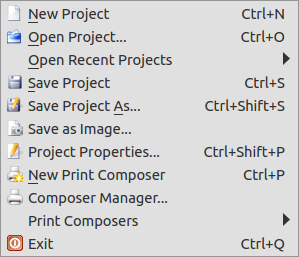 New Project Ctrl+N
Open Project... Ctrl+O
Open Recent Projects
Save Project Ctrl+S
Save Project As... Ctrl+Shift+S
Save as Image...
Project Properties... Ctrl+Shift+P
New Print Composer Ctrl+P
Composer Manager...
Print Composers
Exit Ctrl+Q